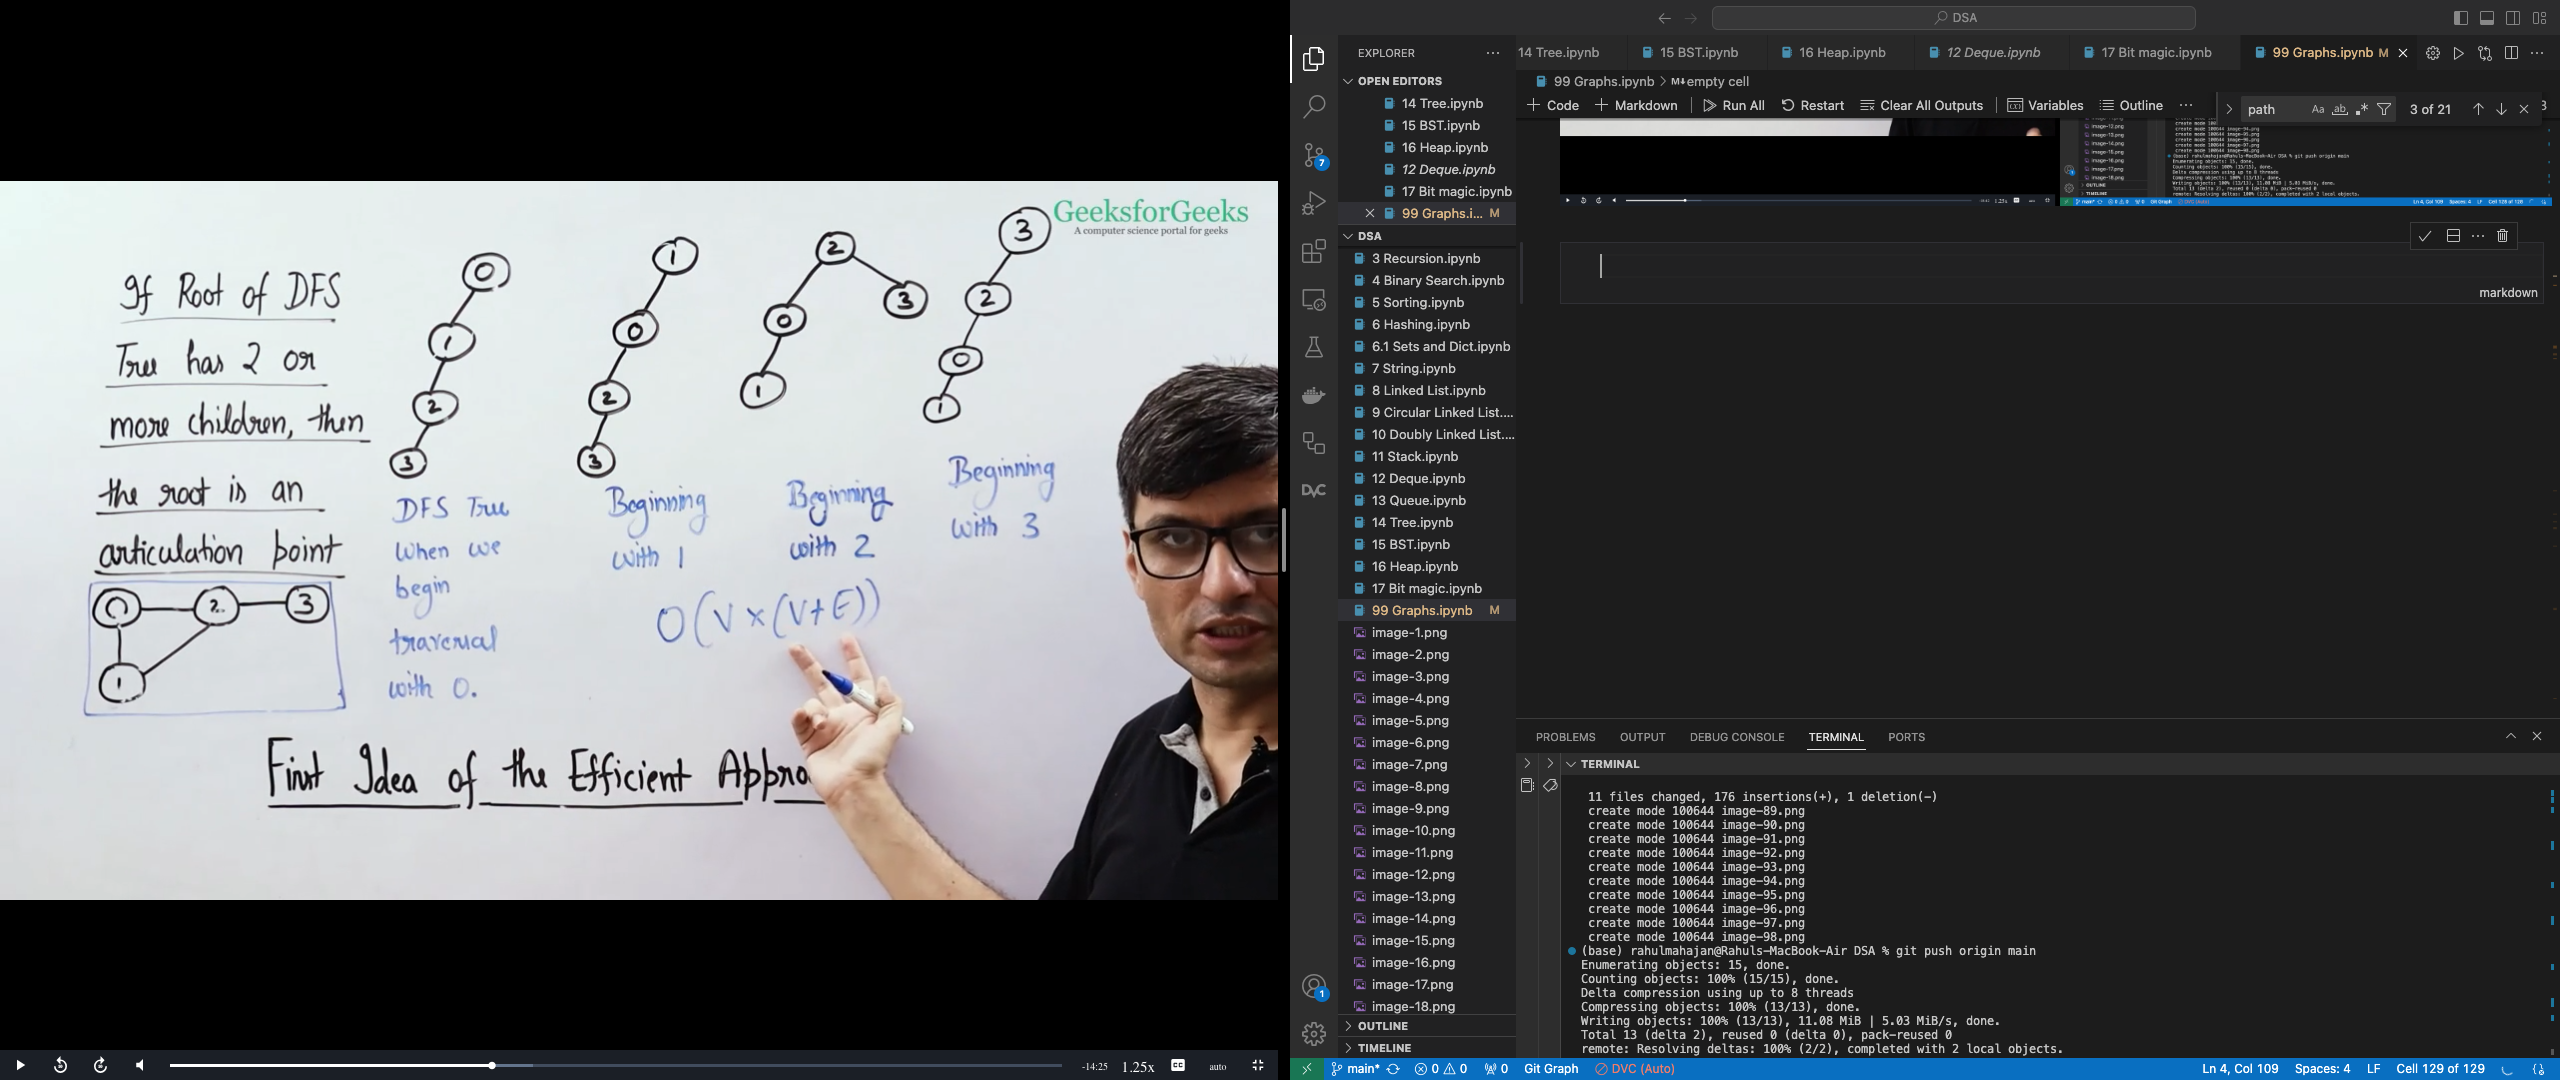 GeeksforGeeks
A computer science portal for geeks
If Root of DFS
Tree has 2 or
more children, then
the root is an
articulation point
0
1
2
3
1
0
2
3
2
0
3
1
3
2
0
1
DFS Tree
when we
begin
traversal
with 0.
Beginning
with 1
Beginning
with 2
Beginning
with 3
O(V×(V+E))
0
2
3
1
First Idea of the Efficient Appro
-14:25
1.25x
CC
auto
DSA
EXPLORER
OPEN EDITORS
14 Tree.ipynb
15 BST.ipynb
16 Heap.ipynb
12 Deque.ipynb
17 Bit magic.ipynb
99 Graphs.i... M
DSA
3 Recursion.ipynb
4 Binary Search.ipynb
5 Sorting.ipynb
6 Hashing.ipynb
6.1 Sets and Dict.ipynb
7 String.ipynb
8 Linked List.ipynb
9 Circular Linked List....
10 Doubly Linked List....
11 Stack.ipynb
12 Deque.ipynb
13 Queue.ipynb
14 Tree.ipynb
15 BST.ipynb
16 Heap.ipynb
17 Bit magic.ipynb
99 Graphs.ipynb M
image-1.png
image-2.png
image-3.png
image-4.png
image-5.png
image-6.png
image-7.png
image-8.png
image-9.png
image-10.png
image-11.png
image-12.png
image-13.png
image-14.png
image-15.png
image-16.png
image-17.png
image-18.png
OUTLINE
TIMELINE
7
DVC
1
14 Tree.ipynb 15 BST.ipynb 16 Heap.ipynb 12 Deque.ipynb 17 Bit magic.ipynb 99 Graphs.ipynb M
99 Graphs.ipynb > M↓empty cell
+ Code + Markdown Run All Restart Clear All Outputs Variables Outline ...
path Aa ab 3 of 21
markdown
PROBLEMS OUTPUT DEBUG CONSOLE TERMINAL PORTS
TERMINAL
11 files changed, 176 insertions(+), 1 deletion(-)
create mode 100644 image-89.png
create mode 100644 image-90.png
create mode 100644 image-91.png
create mode 100644 image-92.png
create mode 100644 image-93.png
create mode 100644 image-94.png
create mode 100644 image-95.png
create mode 100644 image-96.png
create mode 100644 image-97.png
create mode 100644 image-98.png
(base) rahulmahajan@Rahuls-MacBook-Air DSA % git push origin main
Enumerating objects: 15, done.
Counting objects: 100% (15/15), done.
Delta compression using up to 8 threads
Compressing objects: 100% (13/13), done.
Writing objects: 100% (13/13), 11.08 MiB | 5.03 MiB/s, done.
Total 13 (delta 2), reused 0 (delta 0), pack-reused 0
remote: Resolving deltas: 100% (2/2), completed with 2 local objects.
main* 0 0 0 Git Graph DVC (Auto) Ln 4, Col 109 Spaces: 4 LF Cell 129 of 129